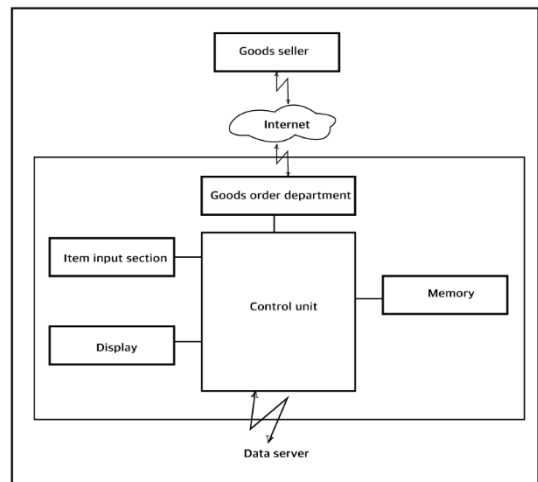 Goods seller
Internet
Goods order department
Item input section
Control unit
Memory
Display
Data server